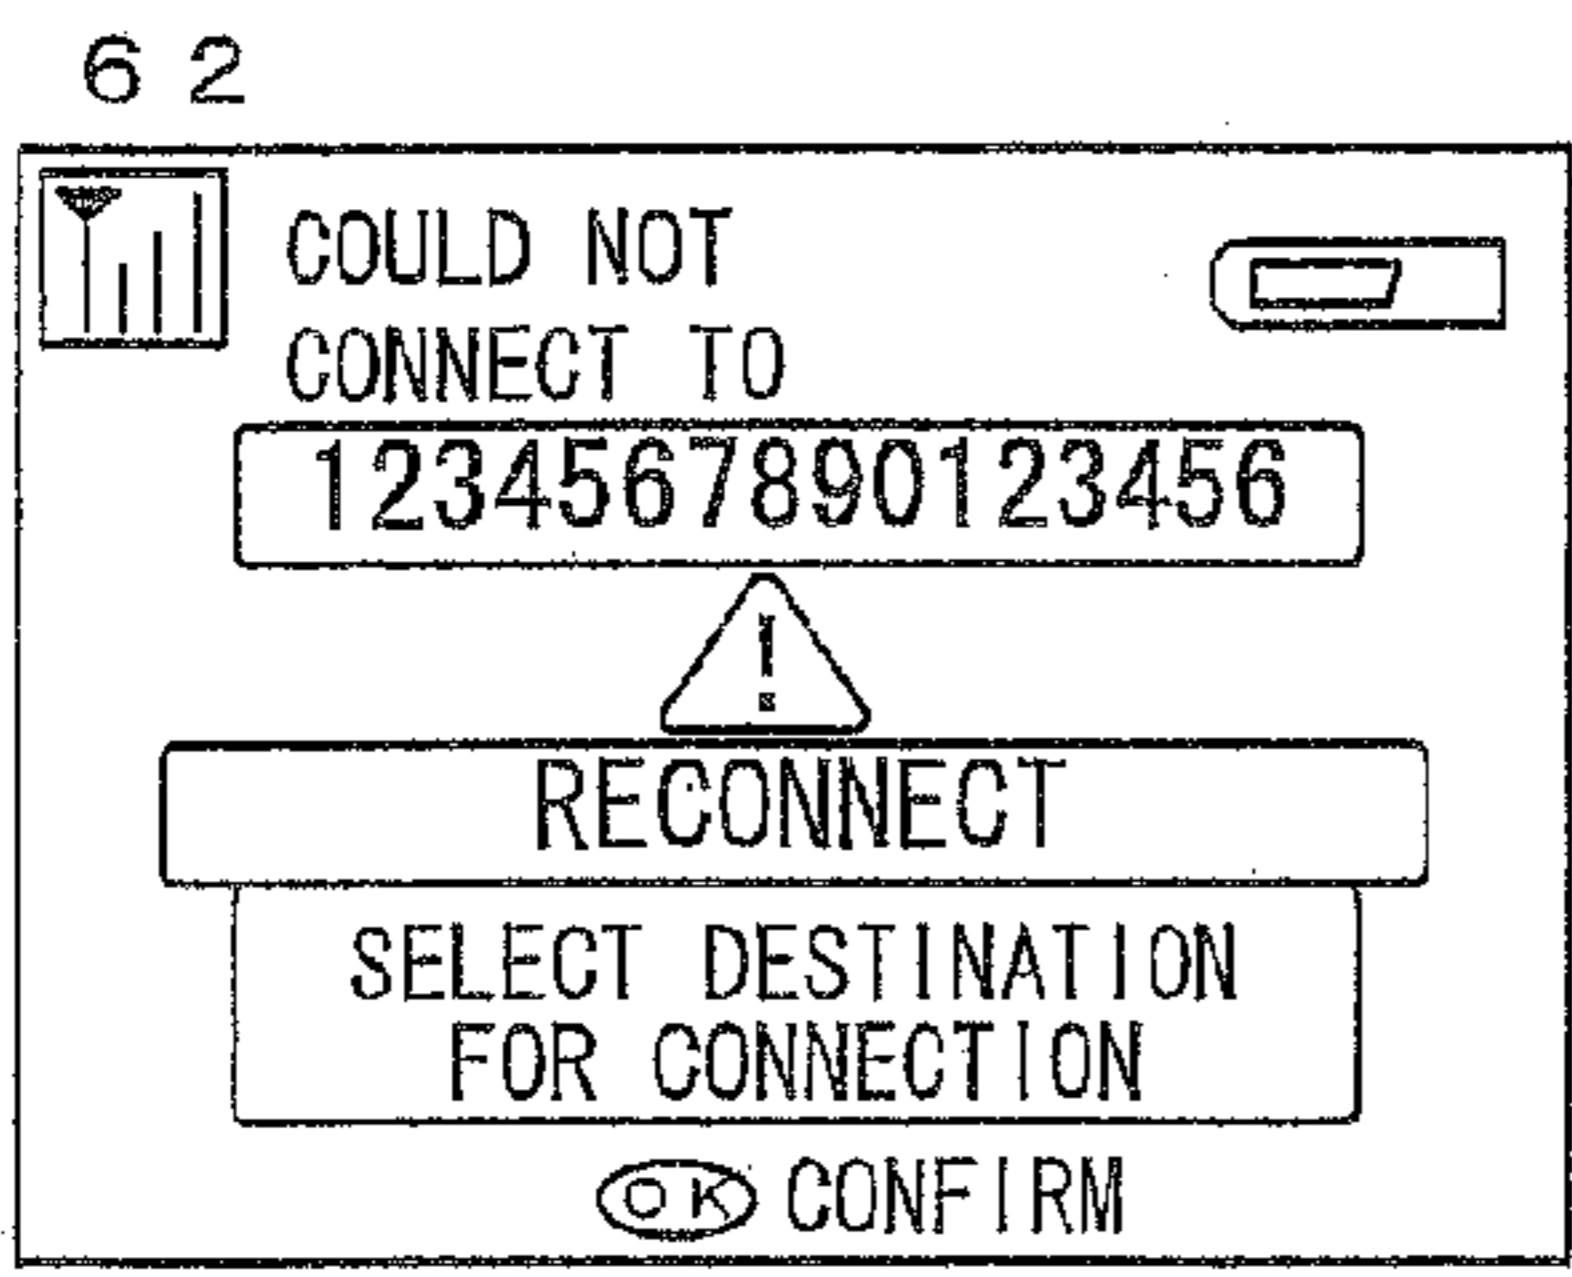 62
COULD NOT
CONNECT TO
1234567890123456
!
RECONNECT
SELECT DESTINATION
FOR CONNECTION
OK CONFIRM